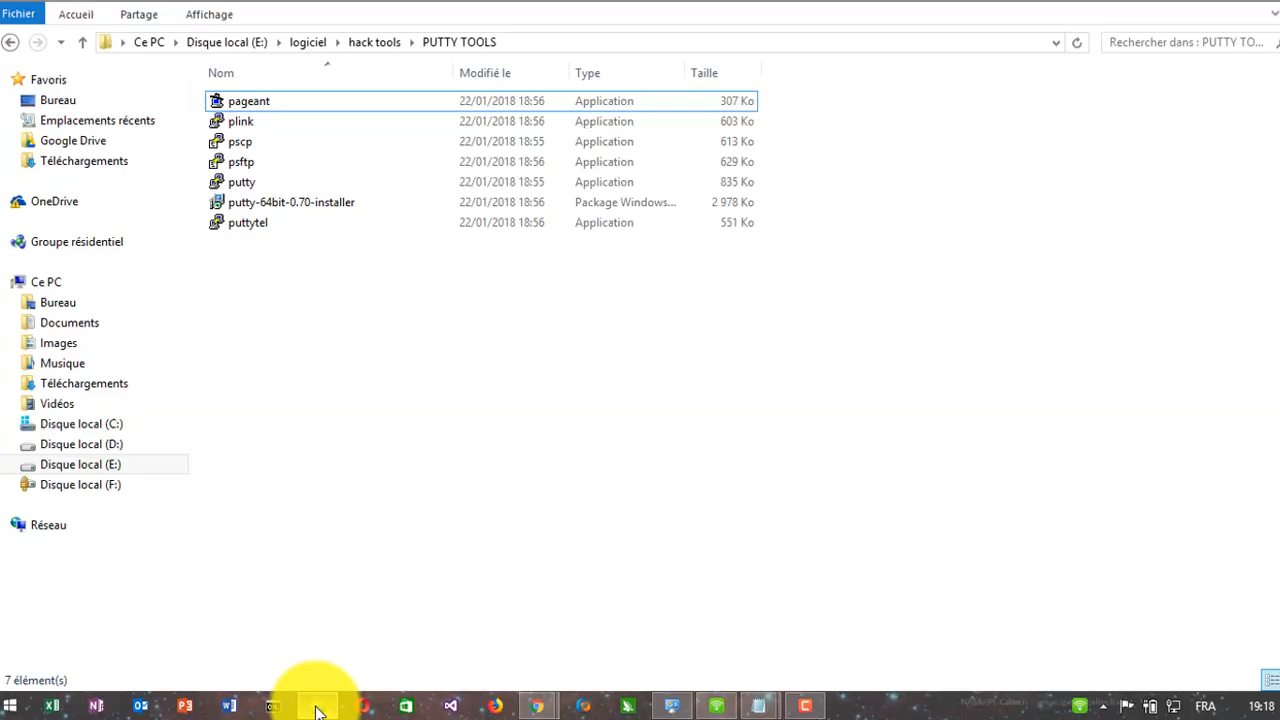 Fichier Accueil Partage Affichage
Ce PC Disque local (E:) logiciel hack tools PUTTY TOOLS Rechercher dans : PUTTY TO...
Nom Modifié le Type Taille
Favoris
Bureau
Emplacements récents
Google Drive
Téléchargements
OneDrive
Groupe résidentiel
Ce PC
Bureau
Documents
Images
Musique
Téléchargements
Vidéos
Disque local (C:)
Disque local (D:)
Disque local (E:)
Disque local (F:)
Réseau
pageant 22/01/2018 18:56 Application 307 Ko
plink 22/01/2018 18:56 Application 603 Ko
pscp 22/01/2018 18:55 Application 613 Ko
psftp 22/01/2018 18:56 Application 629 Ko
putty 22/01/2018 18:55 Application 835 Ko
putty-64bit-0.70-installer 22/01/2018 18:56 Package Windows... 2 978 Ko
puttytel 22/01/2018 18:56 Application 551 Ko
7 élément(s)
FRA 19:18